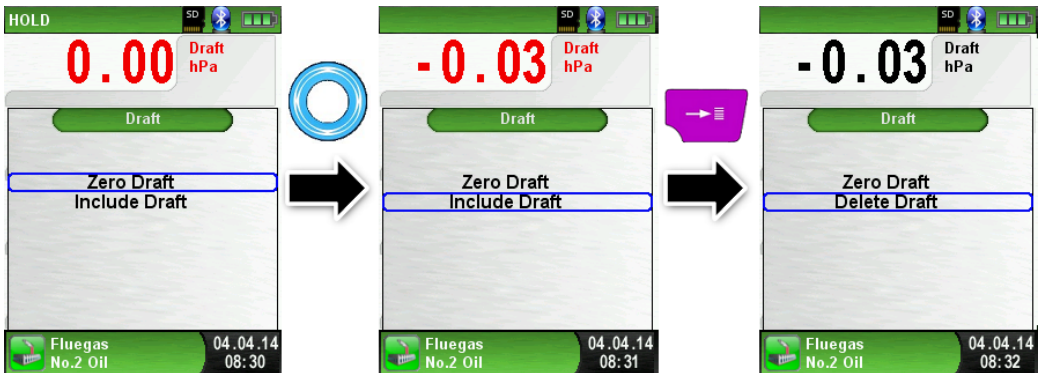 HOLD
SD
0.00 Draft
hPa
Draft
Zero Draft
Include Draft
Fluegas 04.04.14
No.2 Oil 08:30
SD
-0.03 Draft
hPa
Draft
Zero Draft
Include Draft
Fluegas 04.04.14
No.2 Oil 08:31
SD
-0.03 Draft
hPa
Draft
Zero Draft
Delete Draft
Fluegas 04.04.14
No.2 Oil 08:32